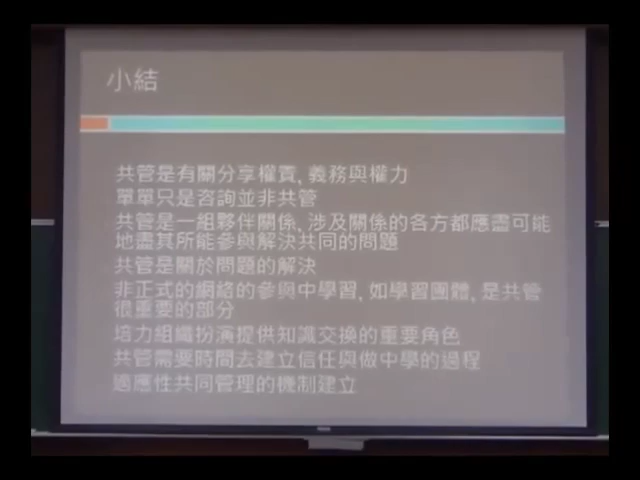 小結
共管是有關分享權責, 義務與權力
單單只是咨詢並非共管
共管是一組夥伴關係, 涉及關係的各方都應盡可能
地盡其所能參與解決共同的問題
共管是關於問題的解決
非正式的網絡的參與中學習, 如學習團體, 是共管
很重要的部分
培力組織扮演提供知識交換的重要角色
共管需要時間去建立信任與做中學的過程
適應性共同管理的機制建立